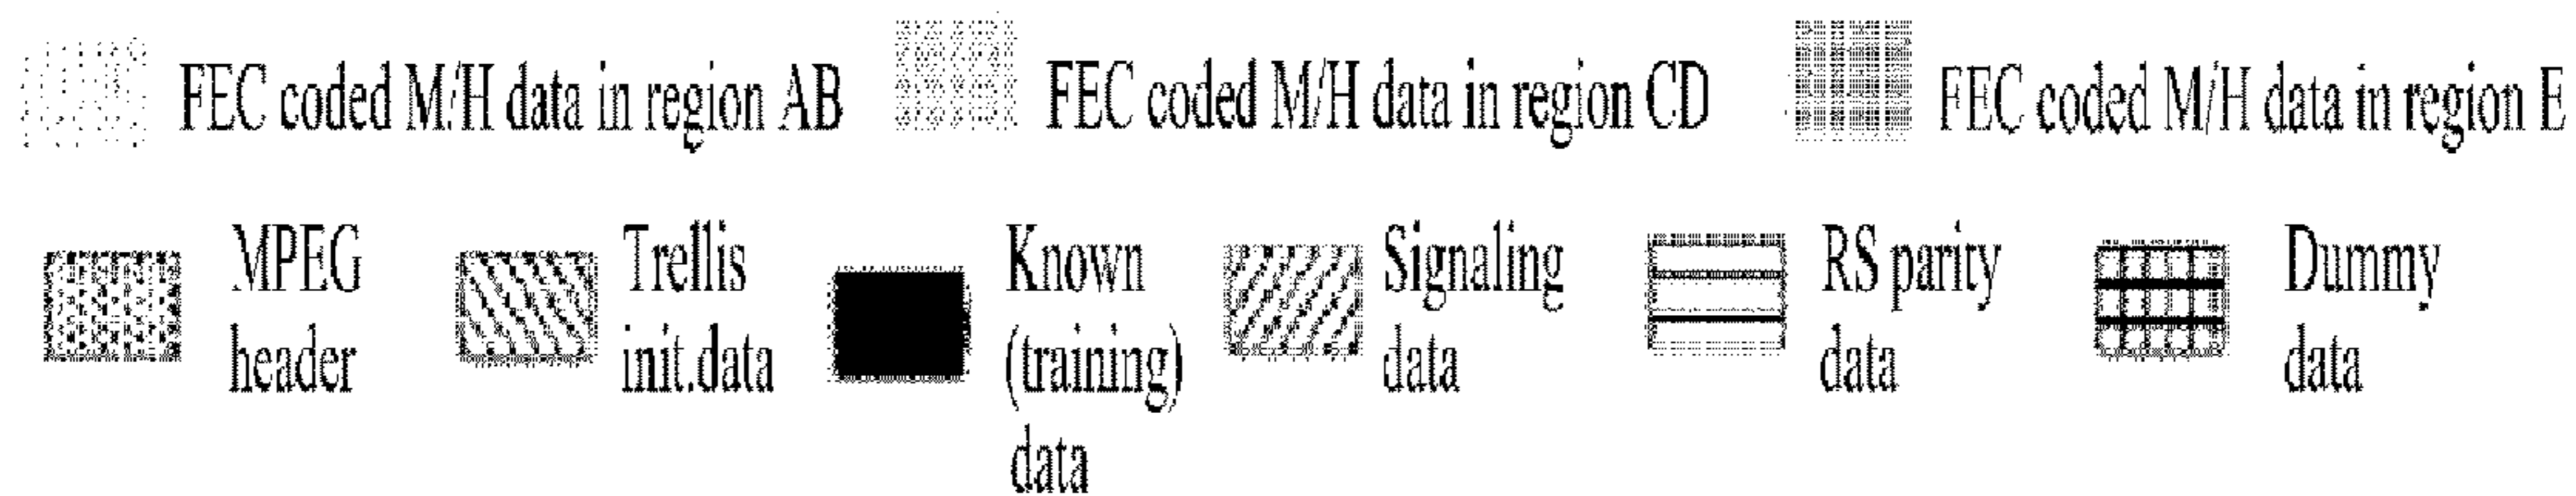 FEC coded M/H data in region AB FEC coded M/H data in region CD FEC coded M/H data in region E
MPEG header
Trellis init.data
Known (training) data
Signaling data
RS parity data
Dummy data